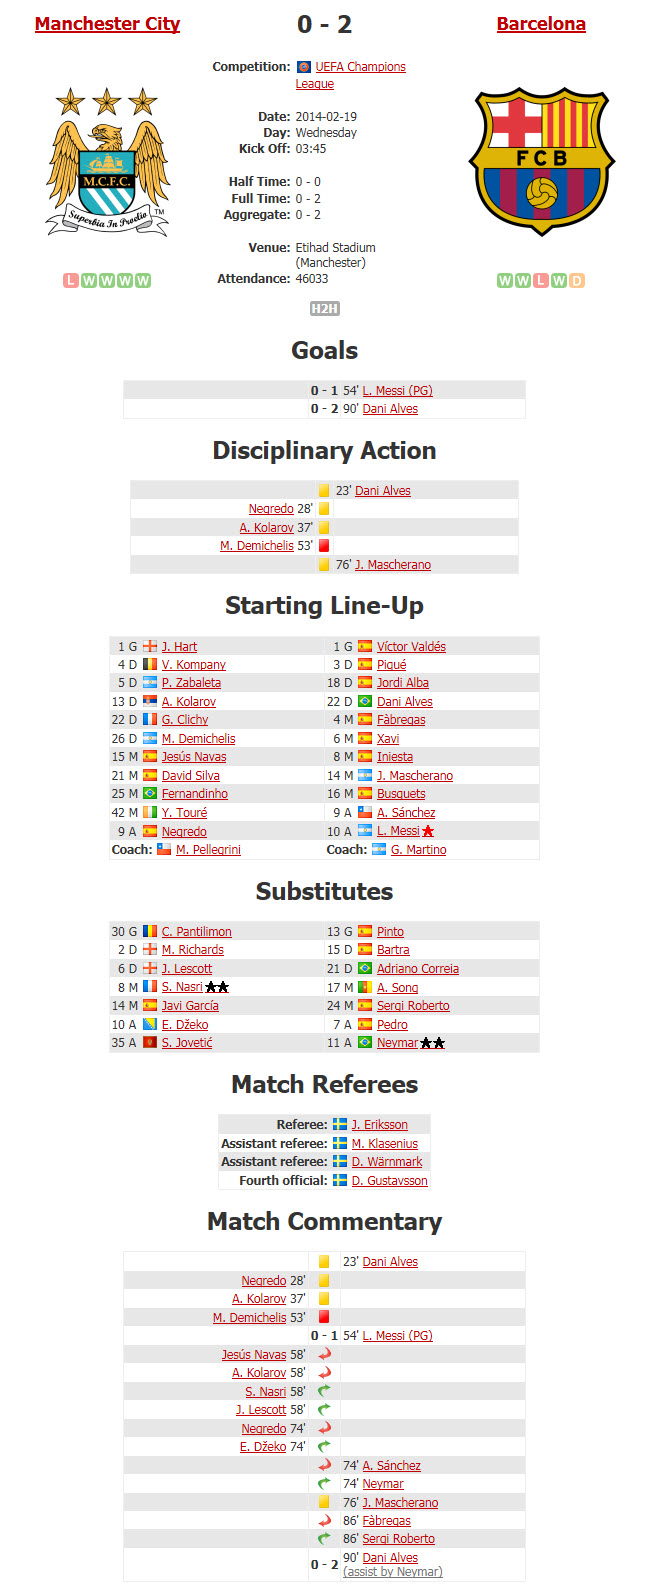 Manchester City 0 - 2 Barcelona
Competition: UEFA Champions
League
Date: 2014-02-19
Day: Wednesday
Kick Off: 03:45
Half Time: 0 - 0
Full Time: 0 - 2
Aggregate: 0 - 2
Venue: Etihad Stadium
(Manchester)
Attendance: 46033
M.C.F.C.
Superbia In Proelio
TM
FCB
L W W W W
W W L W D
H2H
Goals
0 - 1 54' L. Messi (PG)
0 - 2 90' Dani Alves
Disciplinary Action
23' Dani Alves
Negredo 28'
A. Kolarov 37'
M. Demichelis 53'
76' J. Mascherano
Starting Line-Up
1 G J. Hart 1 G Víctor Valdés
4 D V. Kompany 3 D Piqué
5 D P. Zabaleta 18 D Jordi Alba
13 D A. Kolarov 22 D Dani Alves
22 D G. Clichy 4 M Fàbregas
26 D M. Demichelis 6 M Xavi
15 M Jesús Navas 8 M Iniesta
21 M David Silva 14 M J. Mascherano
25 M Fernandinho 16 M Busquets
42 M Y. Touré 9 A A. Sánchez
9 A Negredo 10 A L. Messi
Coach: M. Pellegrini Coach: G. Martino
Substitutes
30 G C. Pantilimon 13 G Pinto
2 D M. Richards 15 D Bartra
6 D J. Lescott 21 D Adriano Correia
8 M S. Nasri 17 M A. Song
14 M Javi García 24 M Sergi Roberto
10 A E. Džeko 7 A Pedro
35 A S. Jovetić 11 A Neymar
Match Referees
Referee: J. Eriksson
Assistant referee: M. Klasenius
Assistant referee: D. Wärnmark
Fourth official: D. Gustavsson
Match Commentary
23' Dani Alves
Negredo 28'
A. Kolarov 37'
M. Demichelis 53'
0 - 1 54' L. Messi (PG)
Jesús Navas 58'
A. Kolarov 58'
S. Nasri 58'
J. Lescott 58'
Negredo 74'
E. Džeko 74'
74' A. Sánchez
74' Neymar
76' J. Mascherano
86' Fàbregas
86' Sergi Roberto
0 - 2 90' Dani Alves
(assist by Neymar)